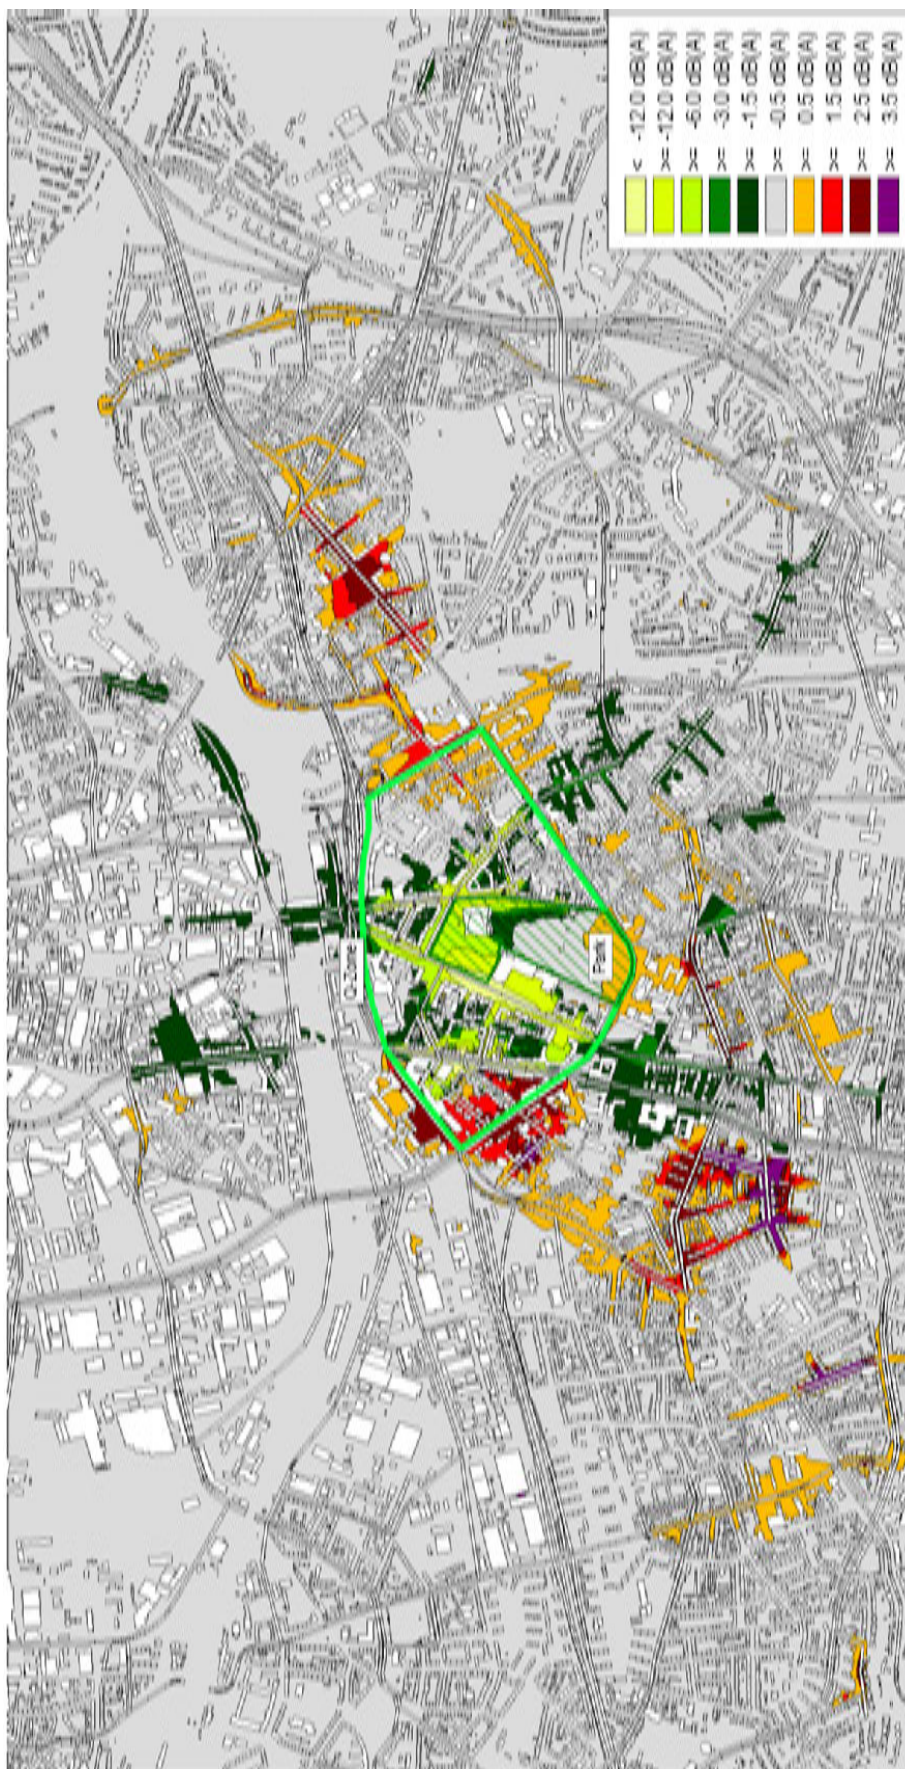 < -12.0 dB(A)
>= -12.0 dB(A)
>= -6.0 dB(A)
>= -3.0 dB(A)
>= -1.5 dB(A)
>= -0.5 dB(A)
>= 0.5 dB(A)
>= 1.5 dB(A)
>= 2.5 dB(A)
>= 3.5 dB(A)
Q-Zone
Park